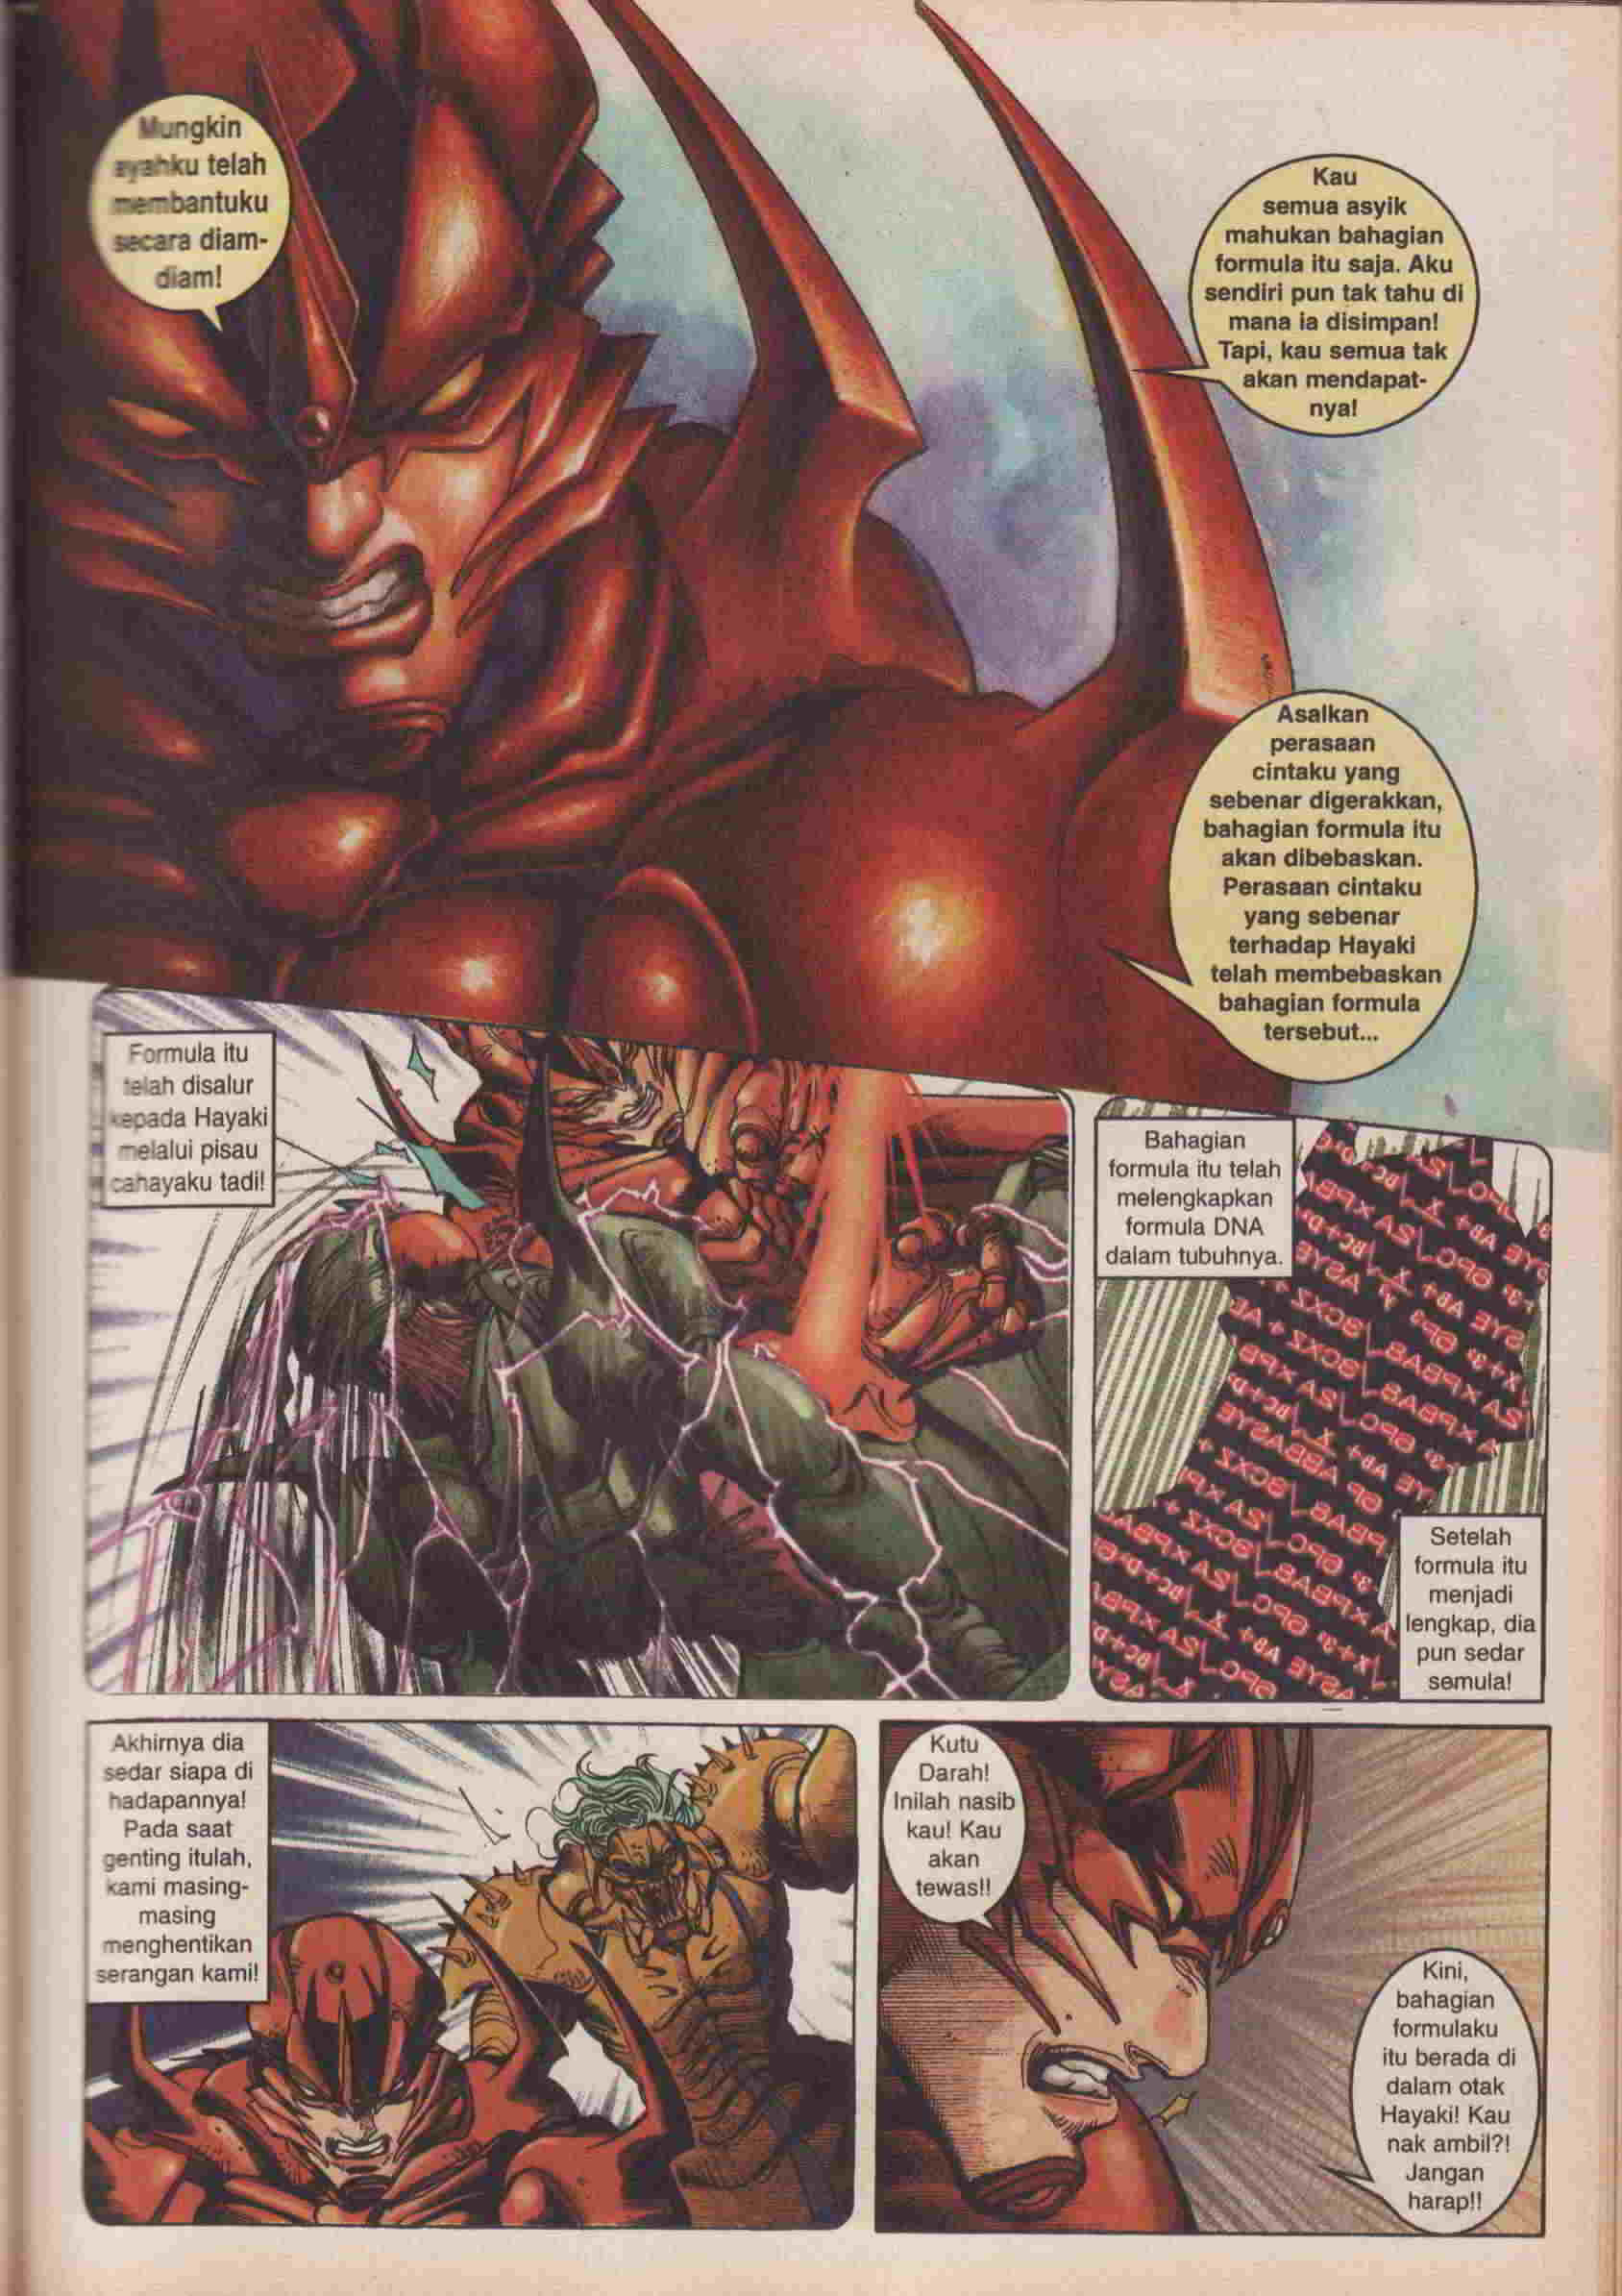 Mungkin
ayahku telah
membantuku
secara diam-
diam!
Kau
semua asyik
mahukan bahagian
formula itu saja. Aku
sendiri pun tak tahu di
mana ia disimpan!
Tapi, kau semua tak
akan mendapat-
nya!
Asalkan
perasaan
cintaku yang
sebenar digerakkan,
bahagian formula itu
akan dibebaskan.
Perasaan cintaku
yang sebenar
terhadap Hayaki
telah membebaskan
bahagian formula
tersebut...
Formula itu
telah disalur
kepada Hayaki
melalui pisau
cahayaku tadi!
Bahagian
formula itu telah
melengkapkan
formula DNA
dalam tubuhnya.
Setelah
formula itu
menjadi
lengkap, dia
pun sedar
semula!
Akhirnya dia
sedar siapa di
hadapannya!
Pada saat
genting itulah,
kami masing-
masing
menghentikan
serangan kami!
Kutu
Darah!
Inilah nasib
kau! Kau
akan
tewas!!
Kini,
bahagian
formulaku
itu berada di
dalam otak
Hayaki! Kau
nak ambil?!
Jangan
harap!!